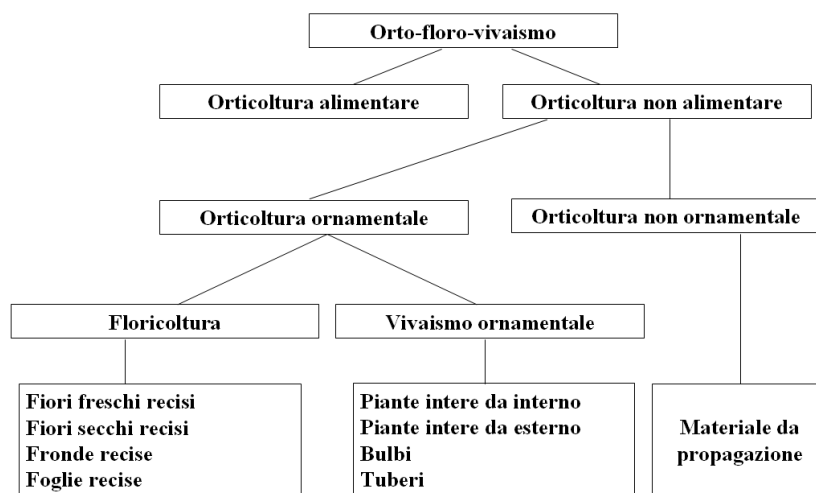 Orto-floro-vivaismo
Orticoltura alimentare
Orticoltura non alimentare
Orticoltura ornamentale
Orticoltura non ornamentale
Floricoltura
Vivaismo ornamentale
Fiori freschi recisi
Fiori secchi recisi
Fronde recise
Foglie recise
Piante intere da interno
Piante intere da esterno
Bulbi
Tuberi
Materiale da
propagazione